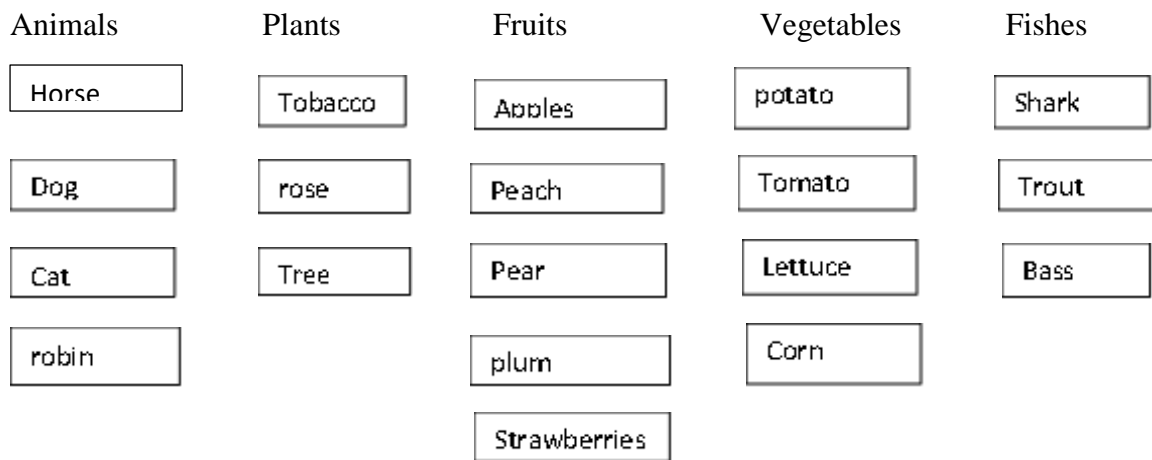 Animals Plants Fruits Vegetables Fishes
Horse Tobacco Apples potato Shark
Dog rose Peach Tomato Trout
Cat Tree Pear Lettuce Bass
robin plum Corn
Strawberries